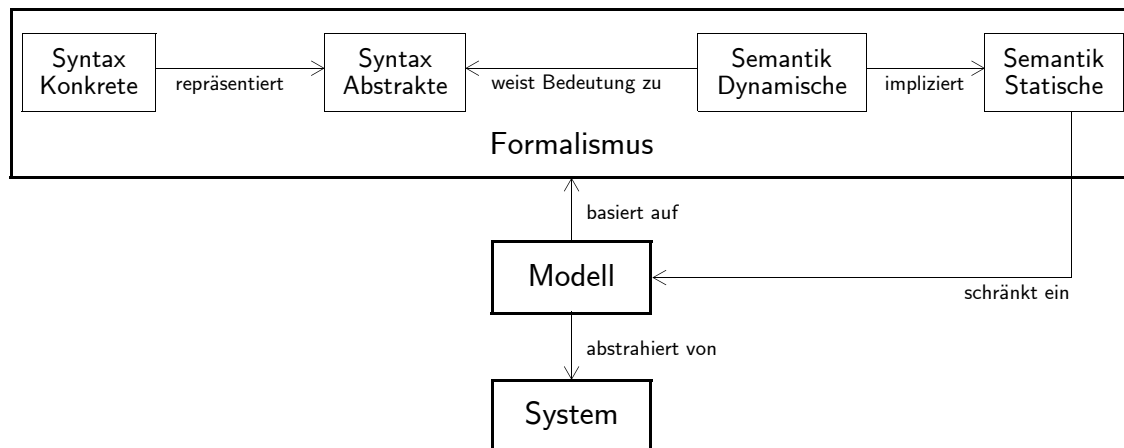 Syntax
Konkrete
repräsentiert
Syntax
Abstrakte
weist Bedeutung zu
Semantik
Dynamische
impliziert
Semantik
Statische
Formalismus
basiert auf
Modell
schränkt ein
abstrahiert von
System